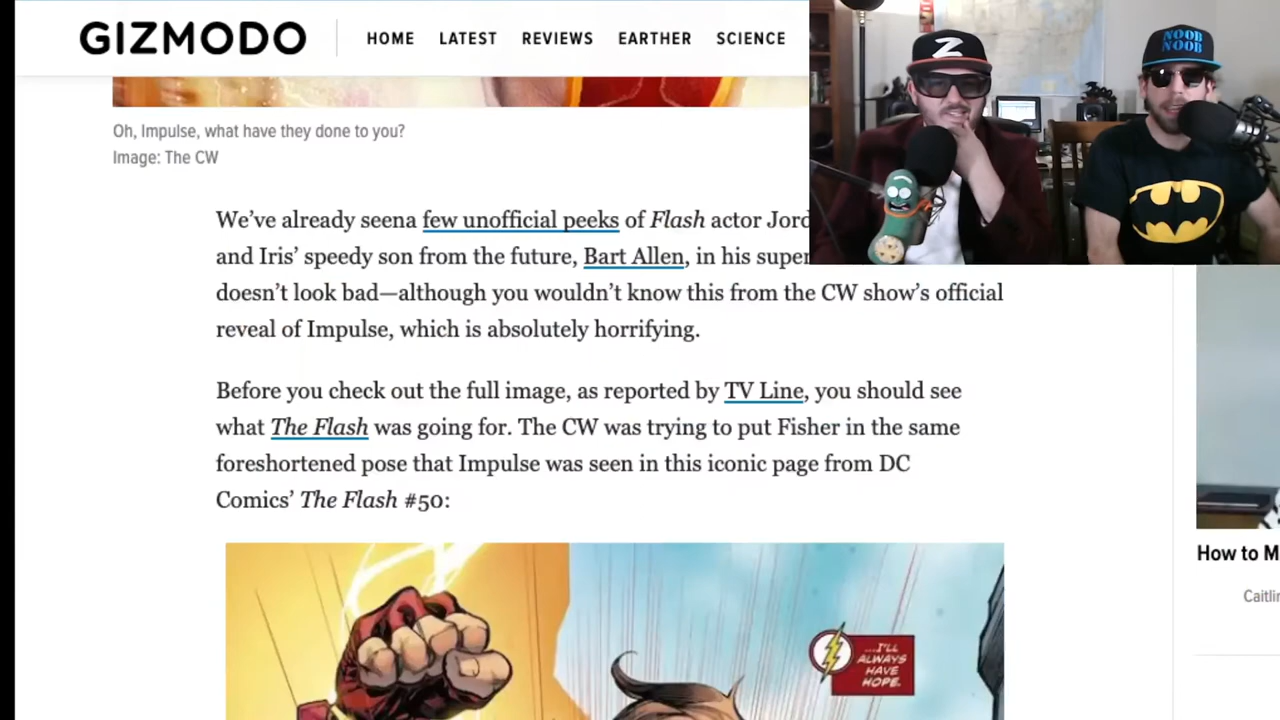 GIZMODO
HOME LATEST REVIEWS EARTHER SCIENCE
Z
NOOB
NOOB
Oh, Impulse, what have they done to you?
Image: The CW
We've already seena few unofficial peeks of Flash actor Jord
and Iris' speedy son from the future, Bart Allen, in his super
doesn't look bad—although you wouldn't know this from the CW show's official
reveal of Impulse, which is absolutely horrifying.
Before you check out the full image, as reported by TV Line, you should see
what The Flash was going for. The CW was trying to put Fisher in the same
foreshortened pose that Impulse was seen in this iconic page from DC
Comics' The Flash #50:
...I'LL
ALWAYS
HAVE
HOPE.
How to M
Caitlin